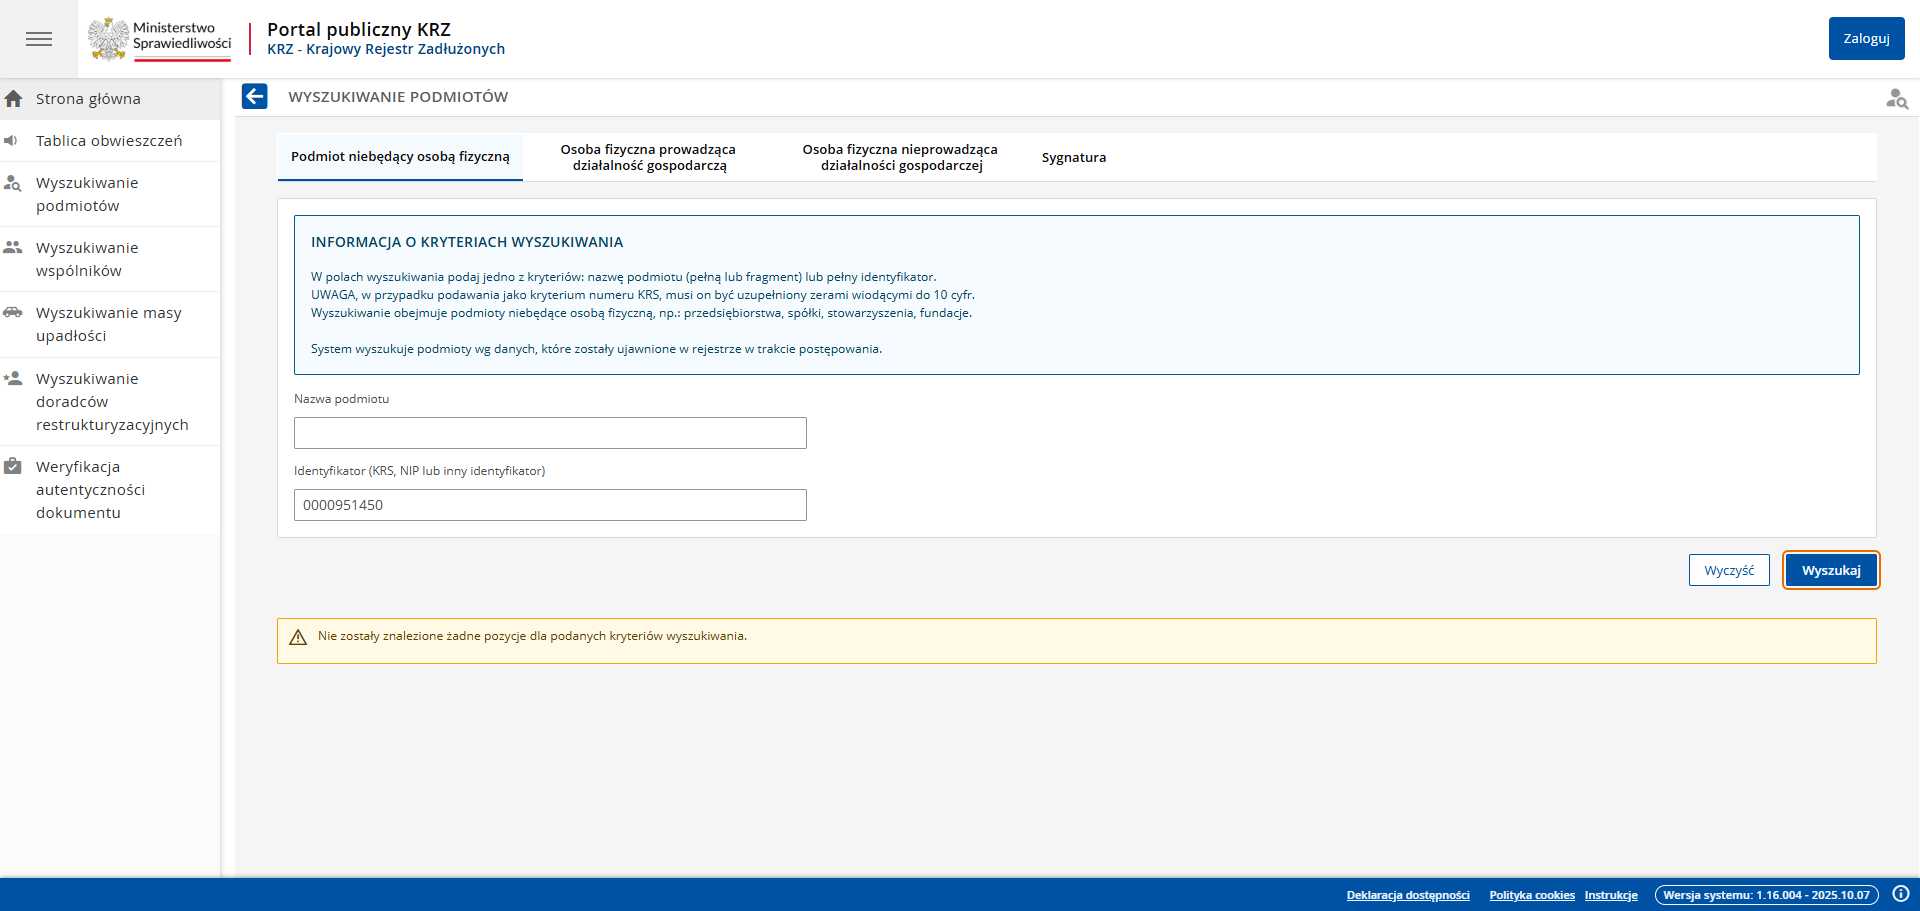 Ministerstwo
Sprawiedliwości
Portal publiczny KRZ
KRZ - Krajowy Rejestr Zadłużonych
Zaloguj
Strona główna
Tablica obwieszczeń
Wyszukiwanie
podmiotów
Wyszukiwanie
wspólników
Wyszukiwanie masy
upadłości
Wyszukiwanie
doradców
restrukturyzacyjnych
Weryfikacja
autentyczności
dokumentu
WYSZUKIWANIE PODMIOTÓW
Podmiot niebędący osobą fizyczną
Osoba fizyczna prowadząca
działalność gospodarczą
Osoba fizyczna nieprowadząca
działalności gospodarczej
Sygnatura
INFORMACJA O KRYTERIACH WYSZUKIWANIA
W polach wyszukiwania podaj jedno z kryteriów: nazwę podmiotu (pełną lub fragment) lub pełny identyfikator.
UWAGA, w przypadku podawania jako kryterium numeru KRS, musi on być uzupełniony zerami wiodącymi do 10 cyfr.
Wyszukiwanie obejmuje podmioty niebędące osobą fizyczną, np.: przedsiębiorstwa, spółki, stowarzyszenia, fundacje.
System wyszukuje podmioty wg danych, które zostały ujawnione w rejestrze w trakcie postępowania.
Nazwa podmiotu
Identyfikator (KRS, NIP lub inny identyfikator)
0000951450
Wyczyść
Wyszukaj
Nie zostały znalezione żadne pozycje dla podanych kryteriów wyszukiwania.
Deklaracja dostępności
Polityka cookies
Instrukcje
Wersja systemu: 1.16.004 - 2025.10.07